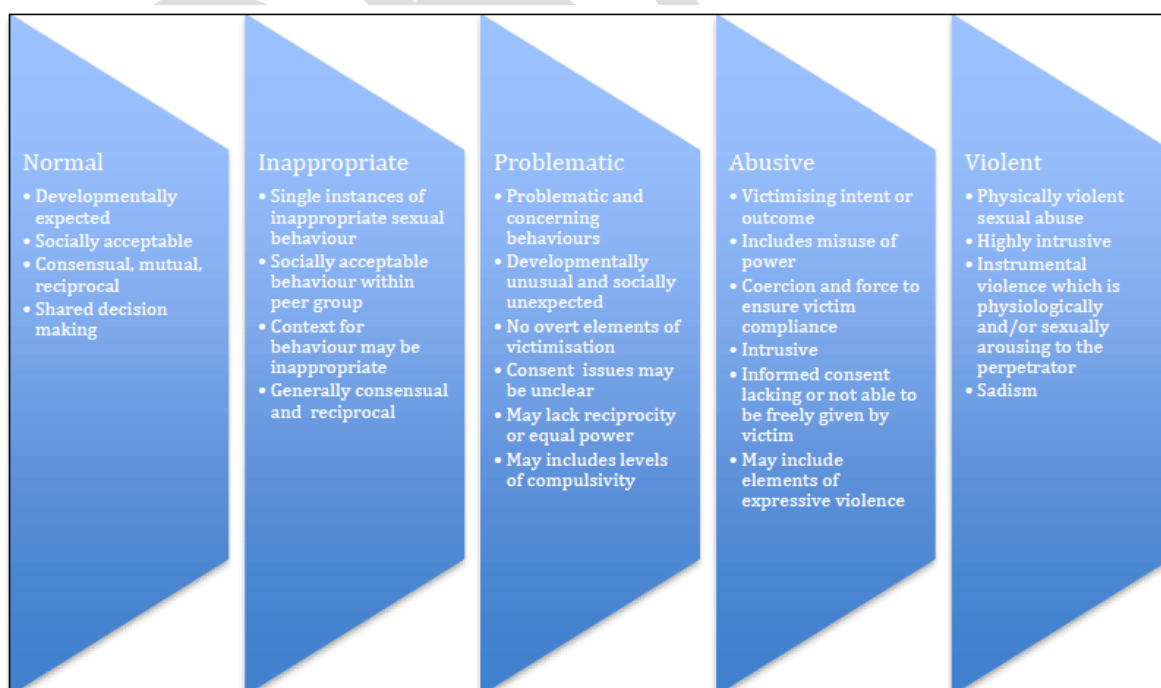 Normal
• Developmentally
expected
• Socially acceptable
• Consensual, mutual,
reciprocal
• Shared decision
making
Inappropriate
• Single instances of
inappropriate sexual
behaviour
• Socially acceptable
behaviour within
peer group
• Context for
behaviour may be
inappropriate
• Generally consensual
and reciprocal
Problematic
• Problematic and
concerning
behaviours
• Developmentally
unusual and socially
unexpected
• No overt elements of
victimisation
• Consent issues may
be unclear
• May lack reciprocity
or equal power
• May includes levels
of compulsivity
Abusive
• Victimising intent or
outcome
• Includes misuse of
power
• Coercion and force to
ensure victim
compliance
• Intrusive
• Informed consent
lacking or not able to
be freely given by
victim
• May include
elements of
expressive violence
Violent
• Physically violent
sexual abuse
• Highly intrusive
• Instrumental
violence which is
physiologically
and/or sexually
arousing to the
perpetrator
• Sadism